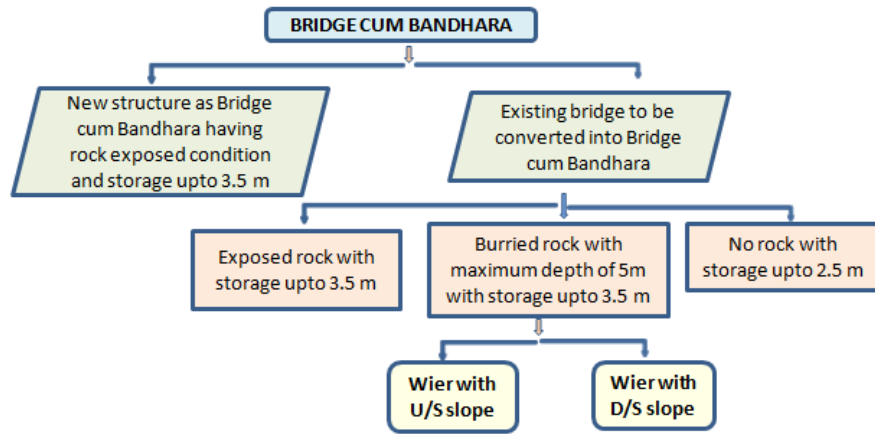 BRIDGE CUM BANDHARA
New structure as Bridge
cum Bandhara having
rock exposed condition
and storage upto 3.5 m
Existing bridge to be
converted into Bridge
cum Bandhara
Exposed rock with
storage upto 3.5 m
Burried rock with
maximum depth of 5m
with storage upto 3.5 m
No rock with
storage upto 2.5 m
Wier with
U/S slope
Wier with
D/S slope